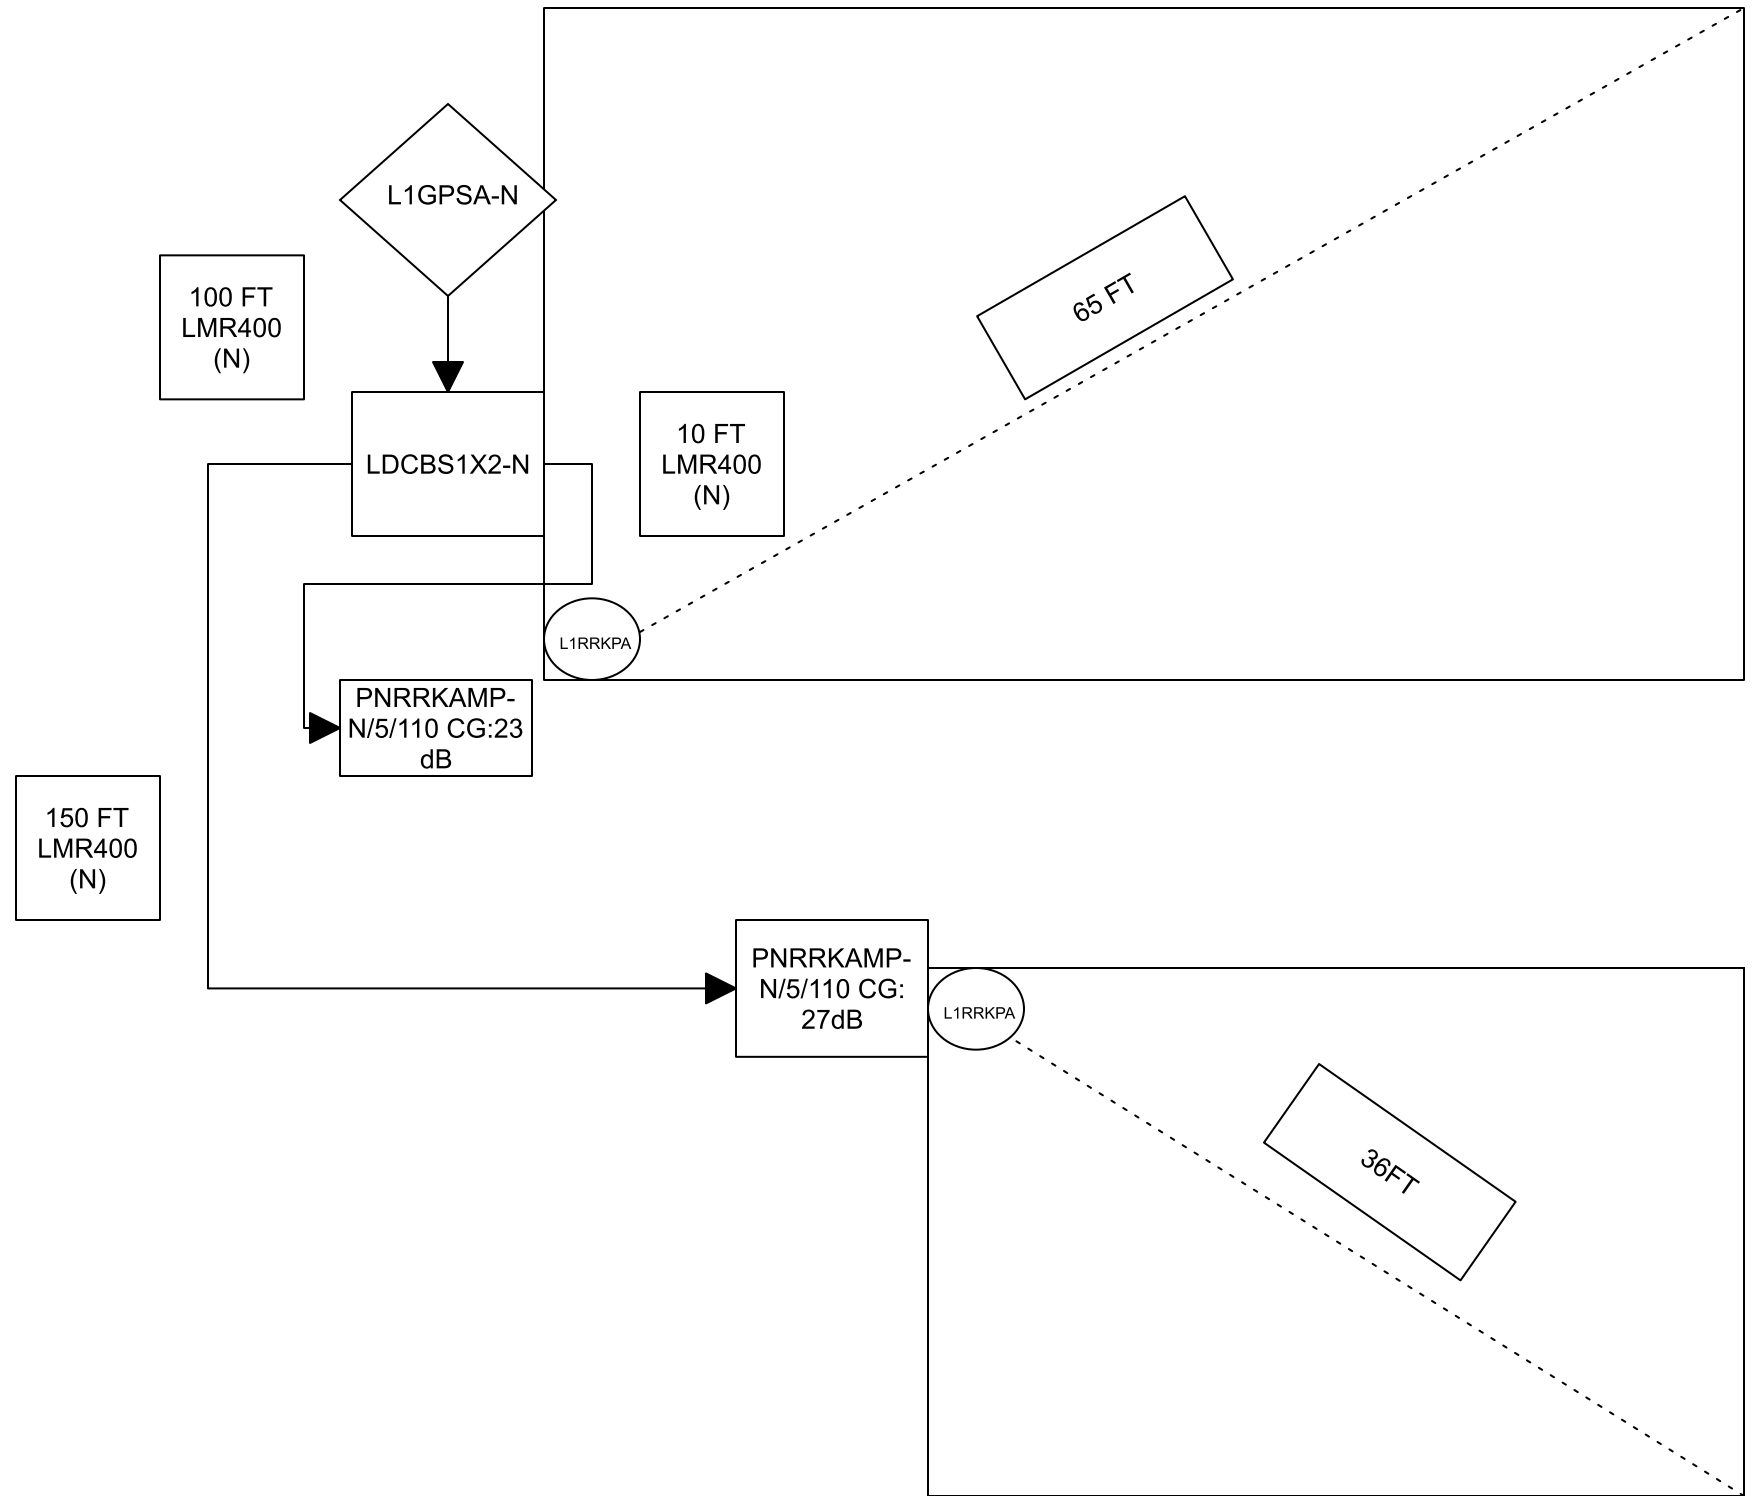 L1GPSA-N
100 FT
LMR400
(N)
65 FT
LDCBS1X2-N
10 FT
LMR400
(N)
L1RRKPA
PNRRKAMP-
N/5/110 CG:23
dB
150 FT
LMR400
(N)
PNRRKAMP-
N/5/110 CG:
27dB
L1RRKPA
36FT